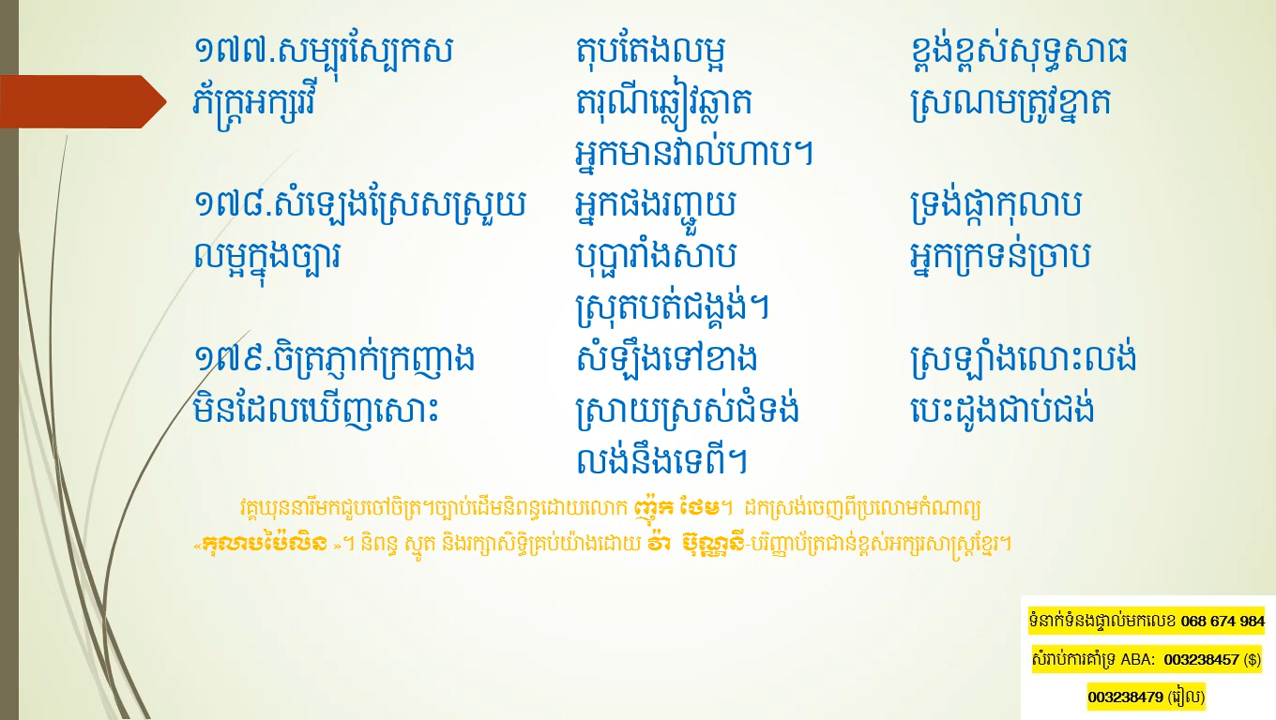 ១៧៧.សម្បុរស្បែកស តុបតែងលម្អ ខ្ពង់ខ្ពស់សុទ្ធសាធ
ភ័ក្ត្រអក្សរវី តរុណីឆ្លៀវឆ្លាត ស្រណមត្រូវខ្នាត
អ្នកមានវាល់ហាប។
១៧៨.សំឡេងស្រែសស្រួយ អ្នកផងរញ្ជួយ ទ្រង់ផ្កាកុលាប
លម្អក្នុងច្បារ បុប្ផារាំងសាប អ្នកក្រទន់ច្រាប
ស្រុតបត់ជង្គង់។
១៧៩.ចិត្រភ្ញាក់ក្រញាង សំឡឹងទៅខាង ស្រឡាំងលោះលង់
មិនដែលឃើញសោះ ស្រាយស្រស់ជំទង់ បេះដូងជាប់ជង់
លង់នឹងទេពី។
វគ្គឃុននារីមកជួបចៅចិត្រ។ច្បាប់ដើមនិពន្ធដោយលោក ញ៉ុក ថែម។ ដកស្រង់ចេញពីប្រលោមកំណាព្យ
«កុលាបប៉ៃលិន »។ និពន្ធ ស្មូត និងរក្សាសិទ្ធិគ្រប់យ៉ាងដោយ វ៉ា ប៊ុណ្ណនី-បរិញ្ញាប័ត្រជាន់ខ្ពស់អក្សរសាស្ត្រខ្មែរ។
ទំនាក់ទំនងផ្ទាល់មកលេខ 068 674 984
សំរាប់ការគាំទ្រ ABA: 003238457 ($)
003238479 (រៀល)